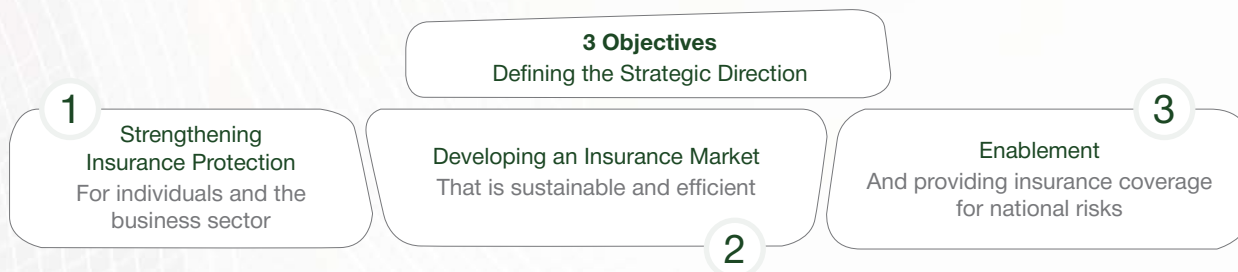 3 Objectives
Defining the Strategic Direction
1
Strengthening
Insurance Protection
For individuals and the
business sector
Developing an Insurance Market
That is sustainable and efficient
2
3
Enablement
And providing insurance coverage
for national risks